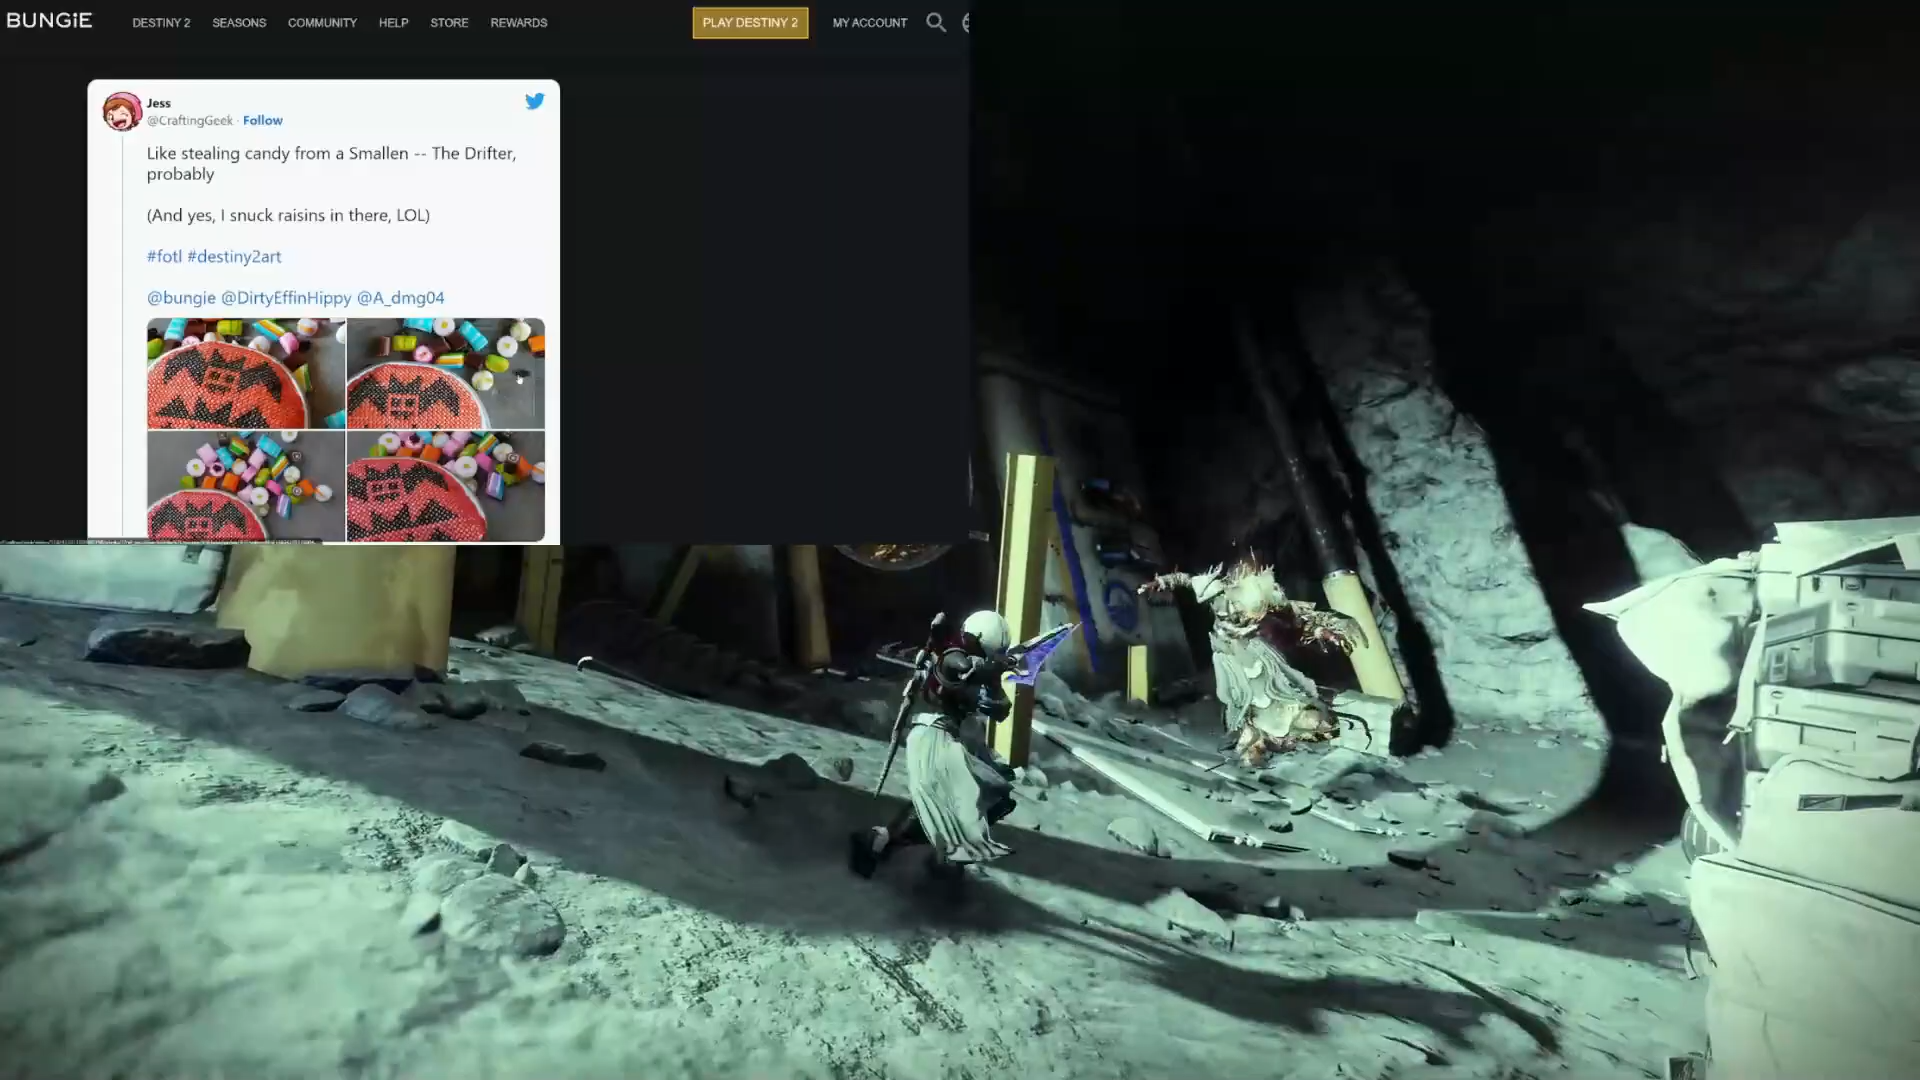 BUNGiE
DESTINY 2 SEASONS COMMUNITY HELP STORE REWARDS PLAY DESTINY 2 MY ACCOUNT
Jess
@CraftingGeek · Follow
Like stealing candy from a Smallen -- The Drifter,
probably
(And yes, I snuck raisins in there, LOL)
#fotl #destiny2art
@bungie @DirtyEffinHippy @A_dmg04